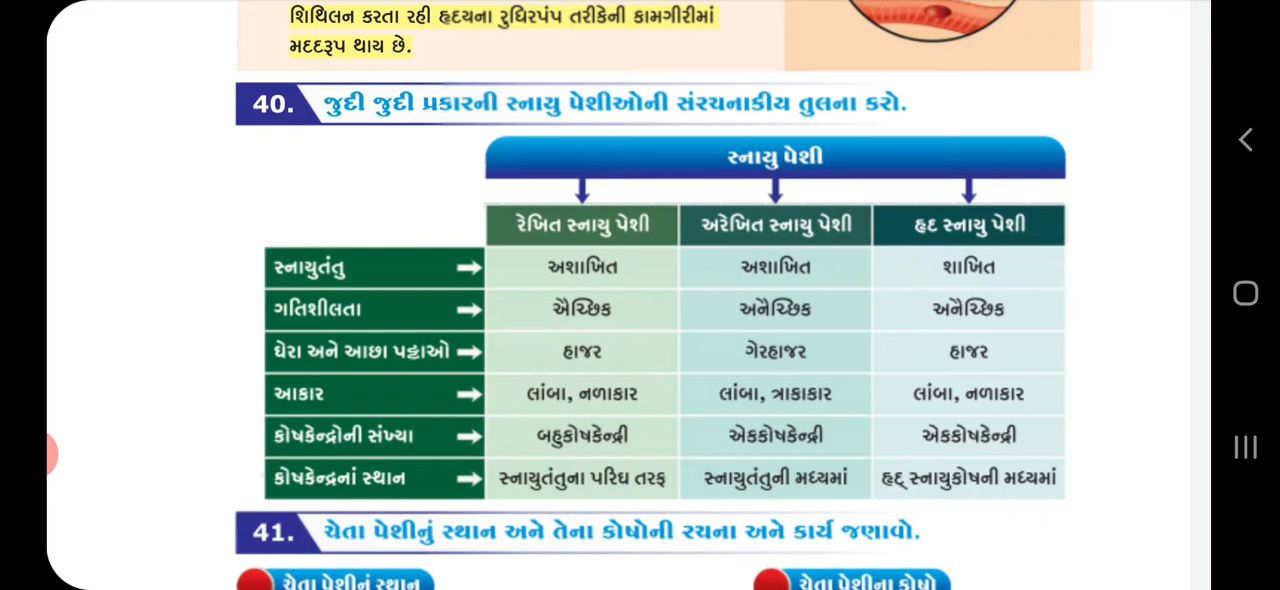 શિથિલન કરતા રહી હૃદયના રુધિરપંપ તરીકેની કામગીરીમાં
મદદરૂપ થાય છે.
40. જુદી જુદી પ્રકારની સ્નાયુ પેશીઓની સંરચનાકીય તુલના કરો.
સ્નાયુ પેશી
રેખિત સ્નાયુ પેશી અરેખિત સ્નાયુ પેશી હૃદ સ્નાયુ પેશી
સ્નાયુતંતુ અશાખિત અશાખિત શાખિત
ગતિશીલતા ઐચ્છિક અનૈચ્છિક અનૈચ્છિક
ઘેરા અને આછા પટ્ટાઓ હાજર ગેરહાજર હાજર
આકાર લાંબા, નળાકાર લાંબા, ત્રાકાકાર લાંબા, નળાકાર
કોષકેન્દ્રોની સંખ્યા બહુકોષકેન્દ્રી એકકોષકેન્દ્રી એકકોષકેન્દ્રી
કોષકેન્દ્રનાં સ્થાન સ્નાયુતંતુના પરિઘ તરફ સ્નાયુતંતુની મધ્યમાં હૃદ્ સ્નાયુકોષની મધ્યમાં
41. ચેતા પેશીનું સ્થાન અને તેના કોષોની રચના અને કાર્ય જણાવો.
ચેતા પેશીનું સ્થાન ચેતા પેશીના કોષો